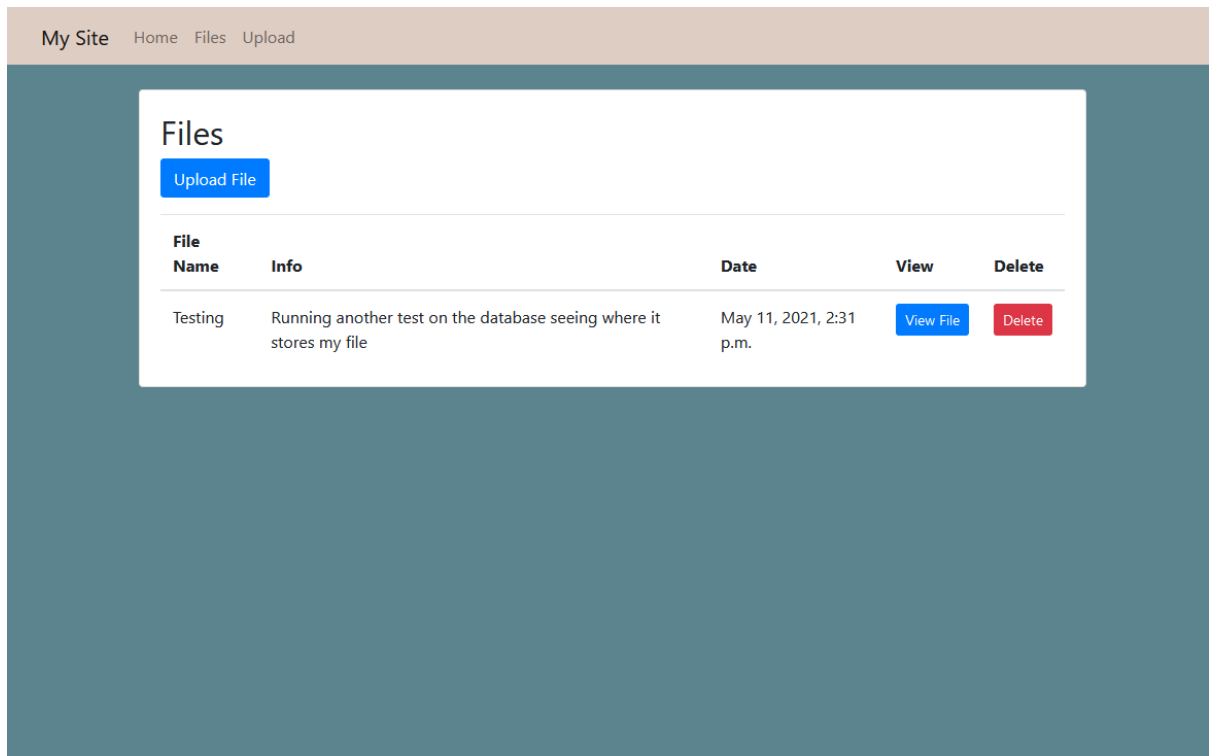 My Site Home Files Upload
Files
Upload File
File
Name Info Date View Delete
Testing Running another test on the database seeing where it May 11, 2021, 2:31 View File Delete
stores my file p.m.